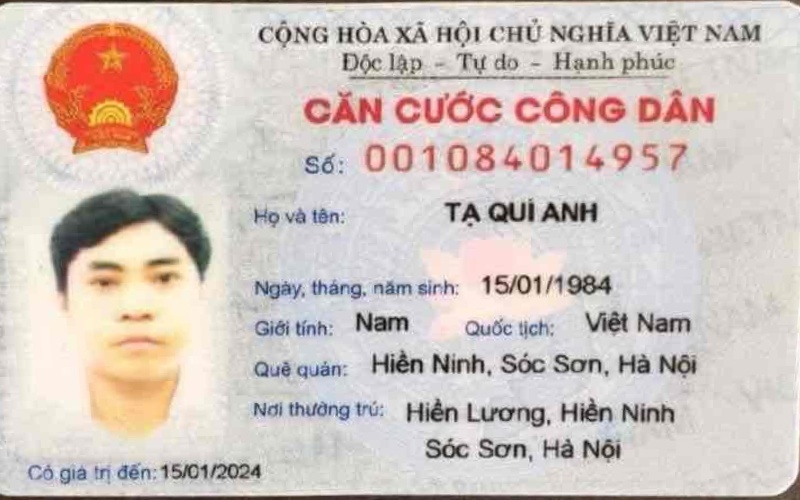 CỘNG HÒA XÃ HỘI CHỦ NGHĨA VIỆT NAM
Độc lập - Tự do - Hạnh phúc
CĂN CƯỚC CÔNG DÂN
Số: 001084014957
Họ và tên: TẠ QUÍ ANH
Ngày, tháng, năm sinh: 15/01/1984
Giới tính: Nam Quốc tịch: Việt Nam
Quê quán: Hiền Ninh, Sóc Sơn, Hà Nội
Nơi thường trú: Hiền Lương, Hiền Ninh
Sóc Sơn, Hà Nội
Có giá trị đến: 15/01/2024